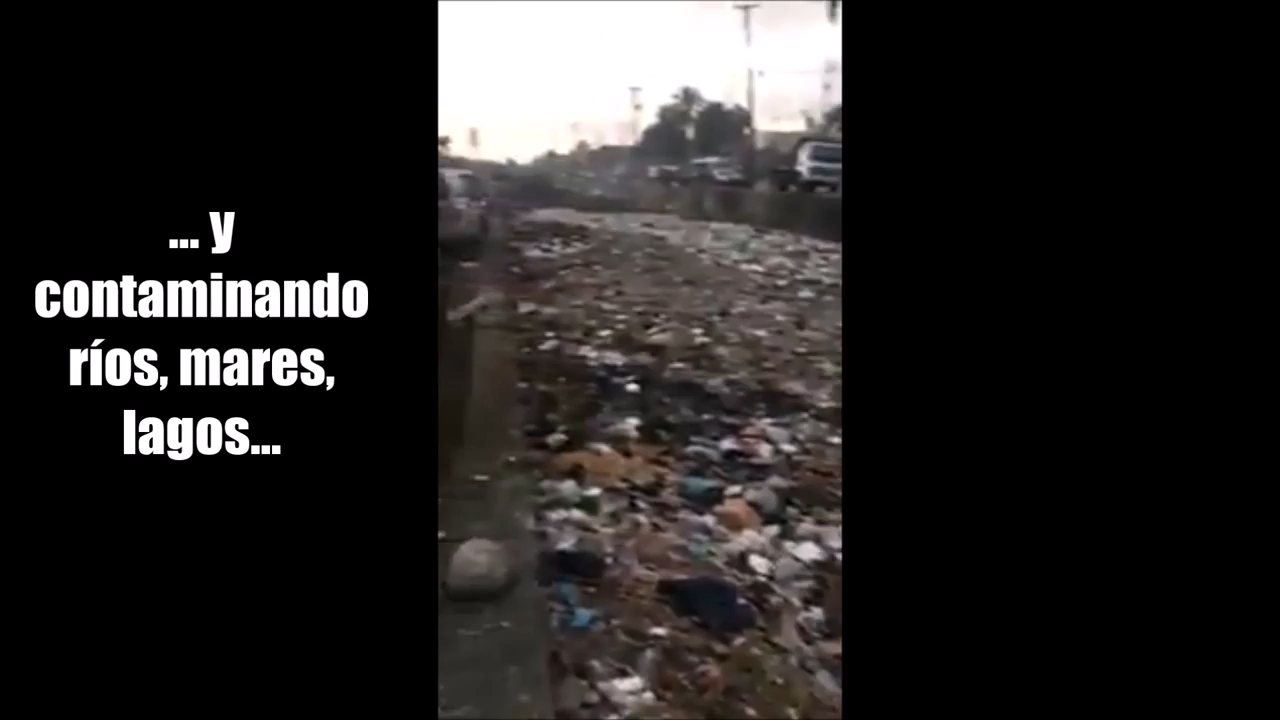 ... y
contaminando
ríos, mares,
lagos...